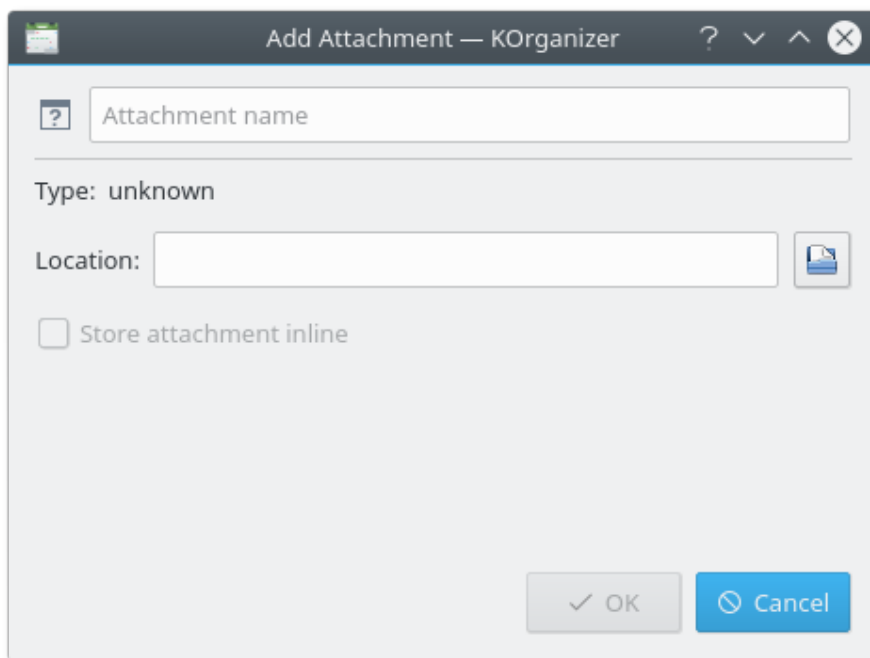 Add Attachment — KOrganizer
Attachment name
Type: unknown
Location:
Store attachment inline
OK
Cancel